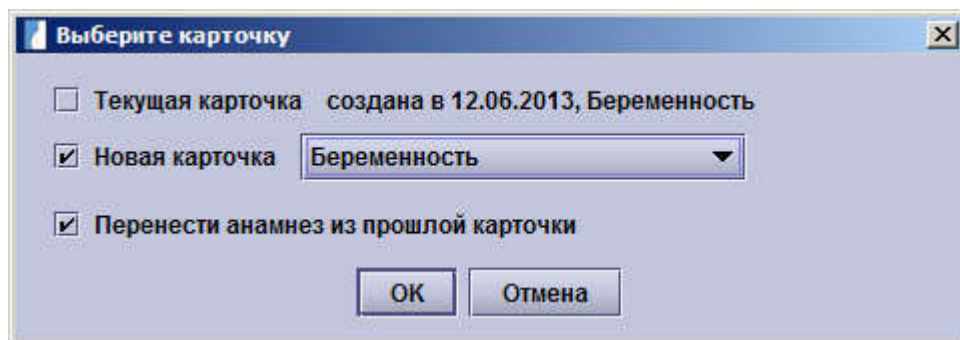 Выберите карточку
Текущая карточка создана в 12.06.2013, Беременность
Новая карточка Беременность
Перенести анамнез из прошлой карточки
ОК Отмена